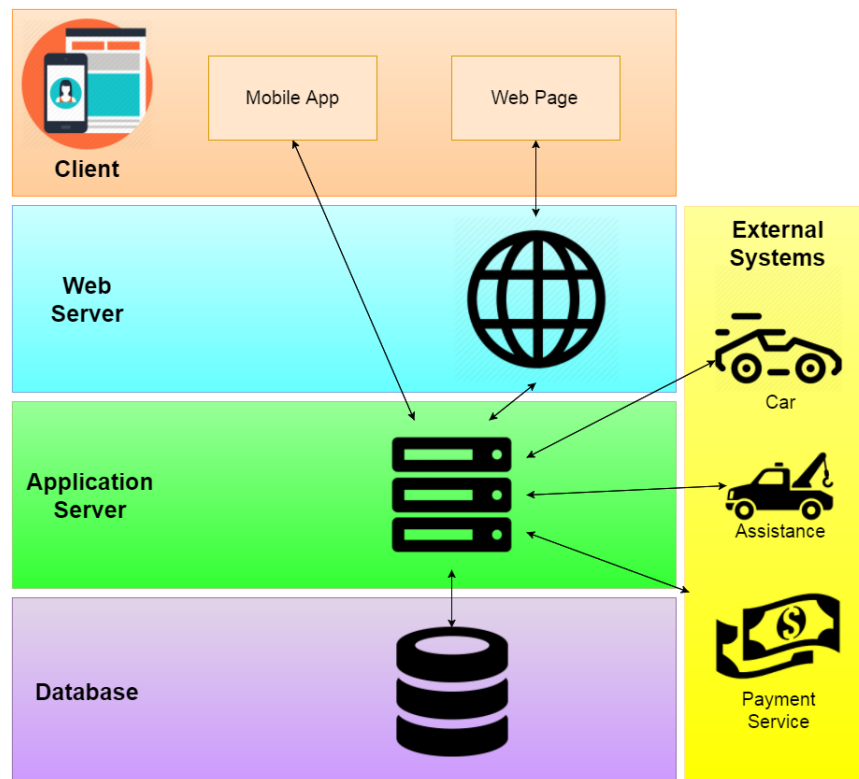 Mobile App
Web Page
Client
Web
Server
External
Systems
Car
Application
Server
Assistance
Database
Payment
Service
$